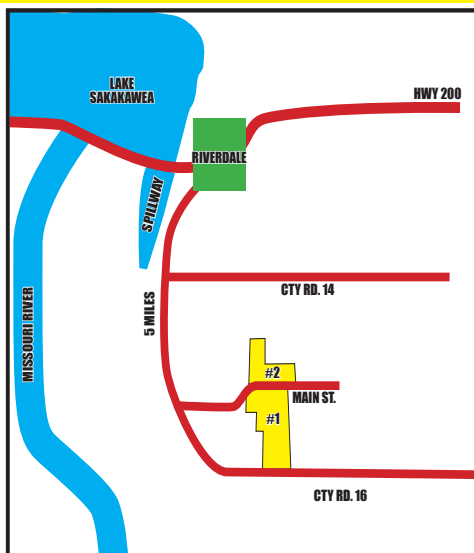 LAKE
SAKAKAWEA
HWY 200
RIVERDALE
SPILLWAY
CTY RD. 14
5 MILES
MISSOURI RIVER
#2
MAIN ST.
#1
CTY RD. 16